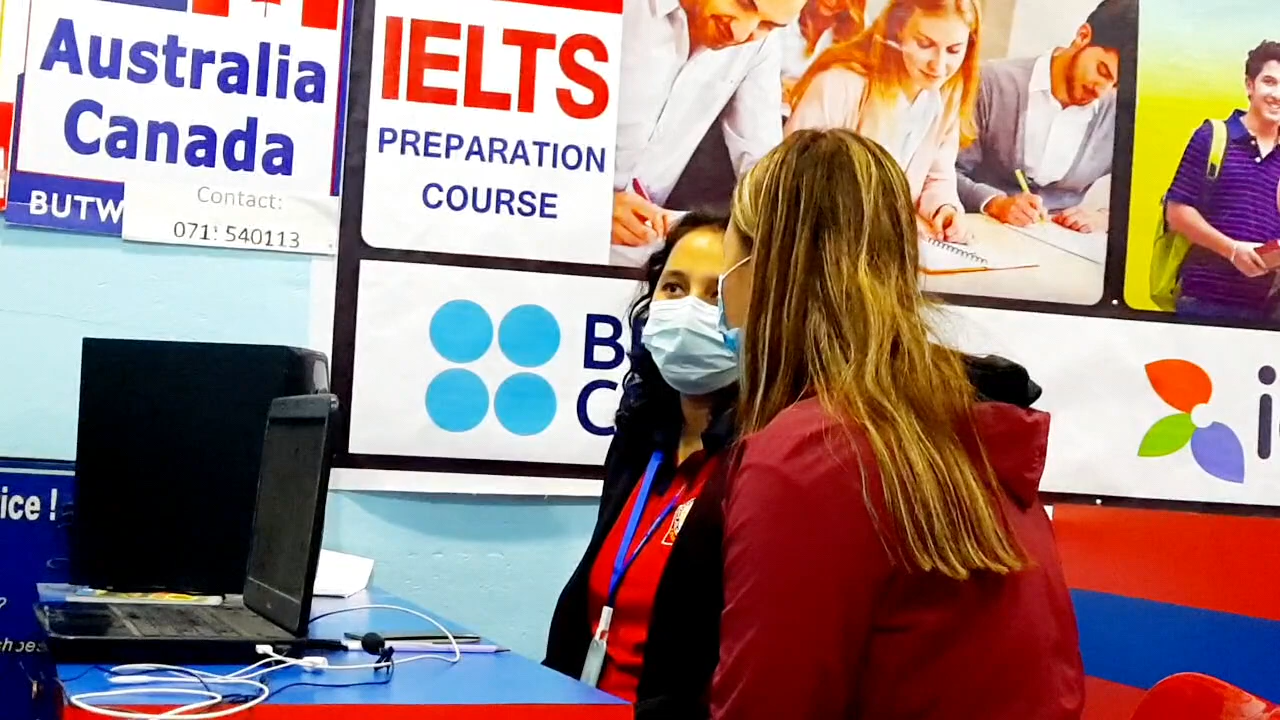 Australia
Canada
BUTW
Contact:
071: 540113
IELTS
PREPARATION
COURSE
B
C
i
ice !